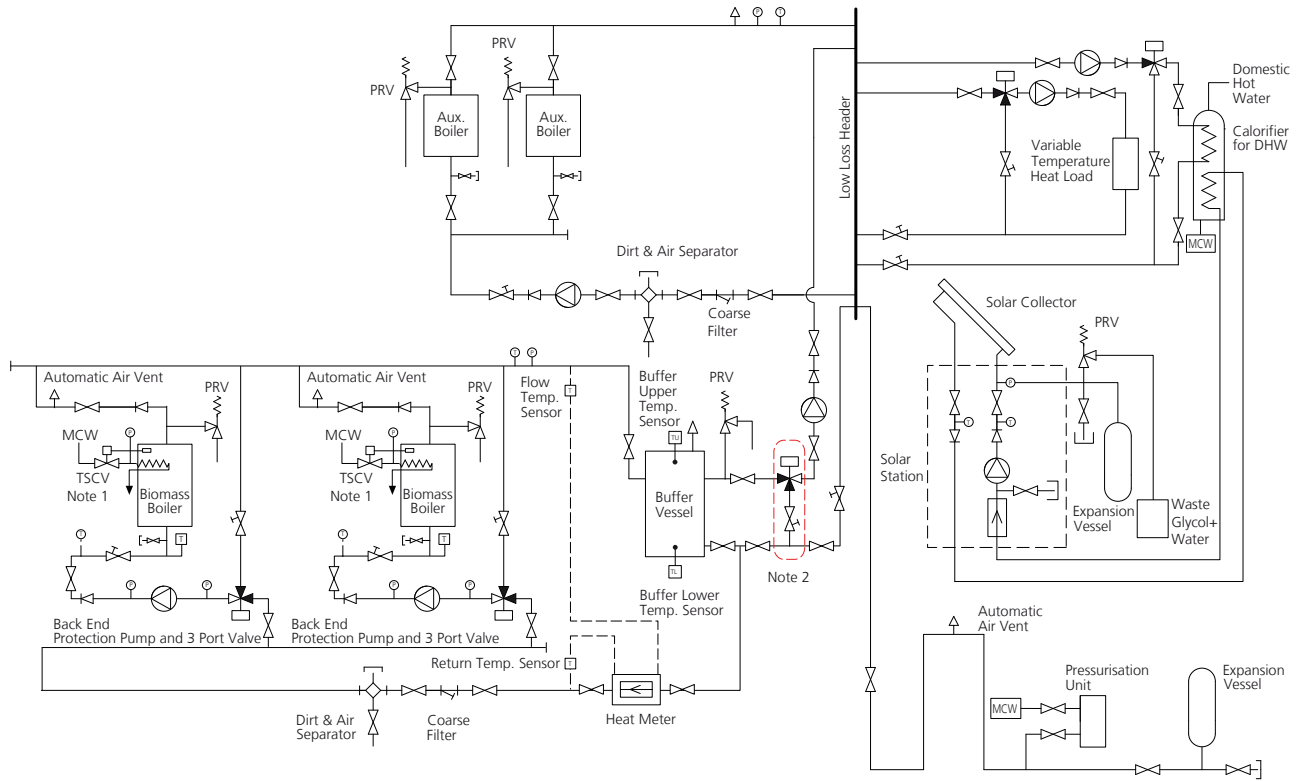 P
T
PRV
PRV
Aux.
Boiler
Aux.
Boiler
Low Loss Header
Variable
Temperature
Heat Load
Domestic
Hot
Water
Calorifier
for DHW
MCW
Dirt & Air Separator
Coarse
Filter
Solar Collector
PRV
P
T
T
Solar
Station
Expansion
Vessel
Waste
Glycol+
Water
T
P
Automatic Air Vent
PRV
MCW
P
TSCV
Note 1
Biomass
Boiler
T
T
P
P
Back End
Protection Pump and 3 Port Valve
Automatic Air Vent
PRV
MCW
P
TSCV
Note 1
Biomass
Boiler
T
T
P
P
Back End
Protection Pump and 3 Port Valve
Flow
Temp.
Sensor
T
Buffer
Upper
Temp.
Sensor
TU
PRV
Buffer
Vessel
TL
Buffer Lower
Temp. Sensor
Note 2
Return Temp. Sensor
T
Heat Meter
Dirt & Air
Separator
Coarse
Filter
Automatic
Air Vent
Pressurisation
Unit
MCW
Expansion
Vessel